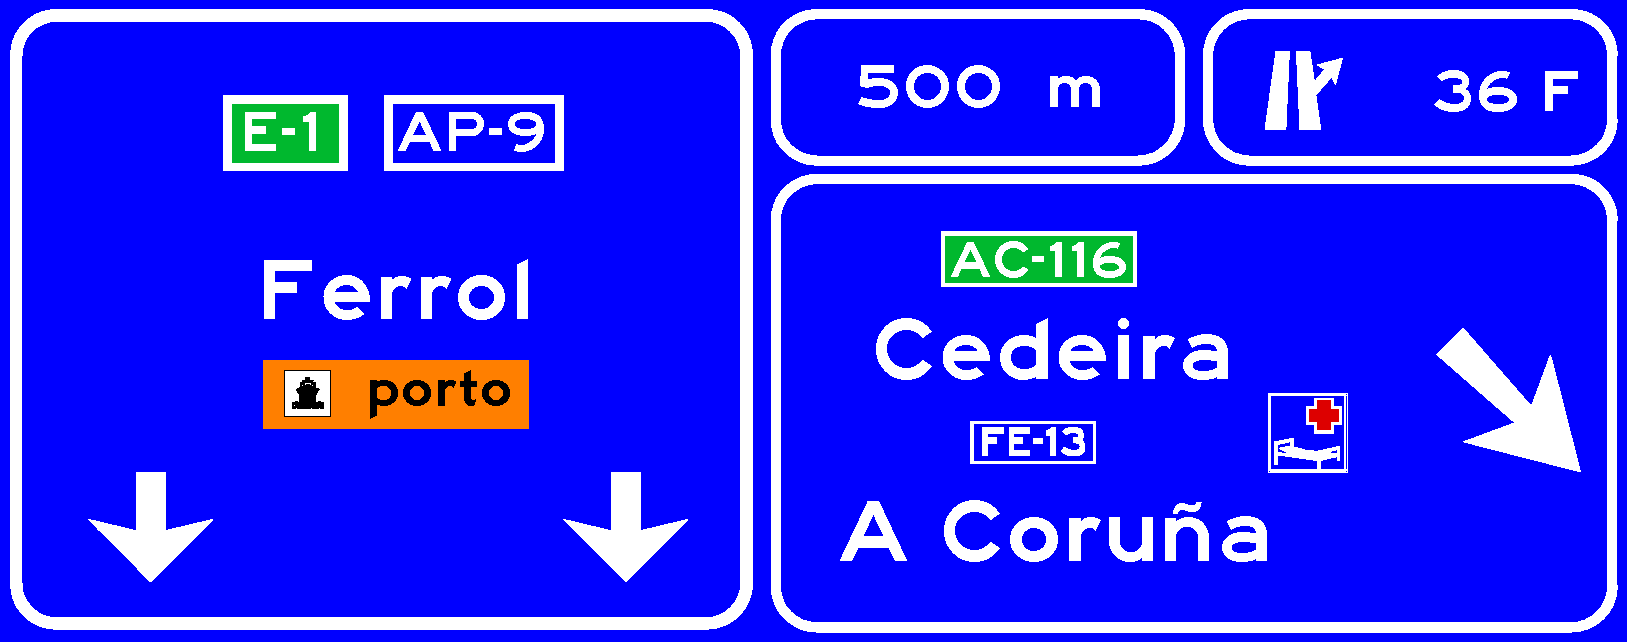 E-1 AP-9
Ferrol
porto
500 m
36 F
AC-116
Cedeira
FE-13
A Coruña